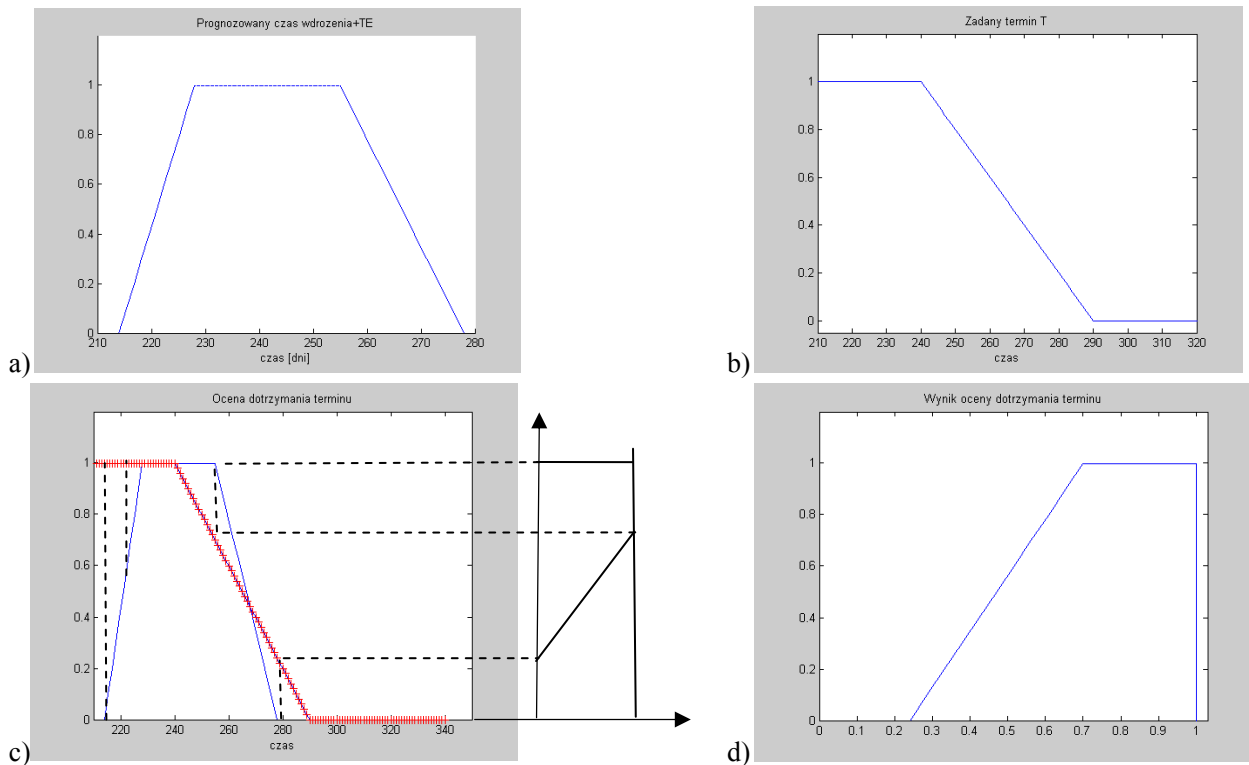 Prognozowany czas wdrozenia+TE
1
0.8
0.6
0.4
0.2
0
210 220 230 240 250 260 270 280
czas [dni]
a)
Zadany termin T
1
0.8
0.6
0.4
0.2
0
210 220 230 240 250 260 270 280 290 300 310 320
czas
b)
Ocena dotrzymania terminu
1
0.8
0.6
0.4
0.2
0
220 240 260 280 300 320 340
czas
c)
Wynik oceny dotrzymania terminu
1
0.8
0.6
0.4
0.2
0
0 0.1 0.2 0.3 0.4 0.5 0.6 0.7 0.8 0.9 1
d)